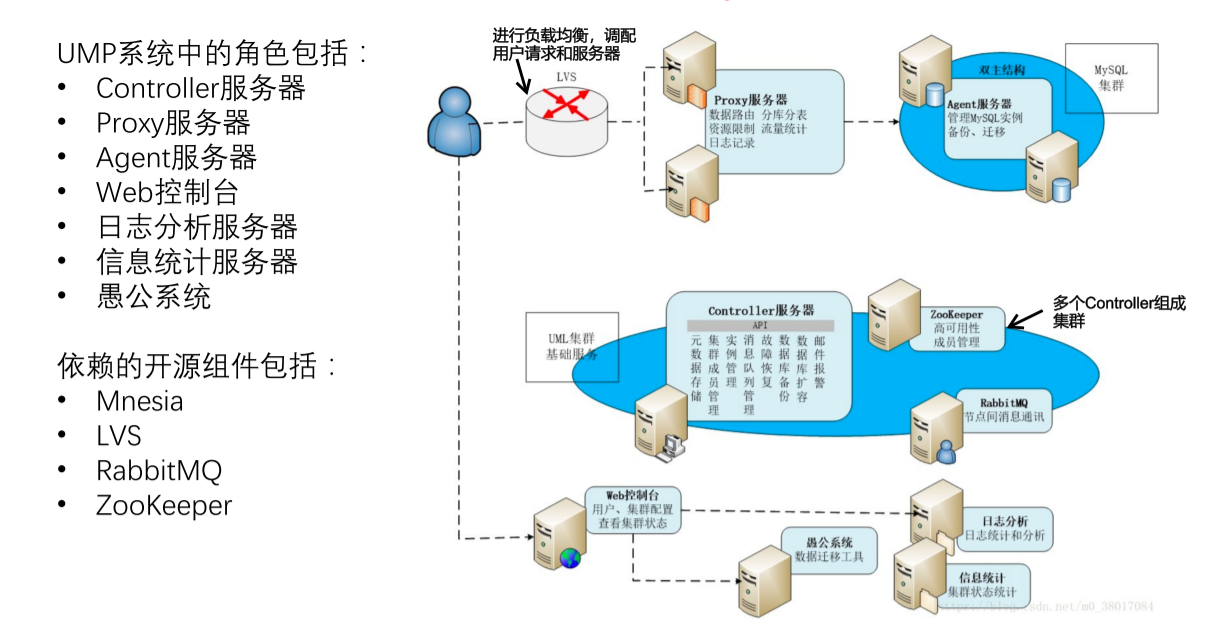 UMP系统中的角色包括：
• Controller服务器
• Proxy服务器
• Agent服务器
• Web控制台
• 日志分析服务器
• 信息统计服务器
• 愚公系统
依赖的开源组件包括：
• Mnesia
• LVS
• RabbitMQ
• ZooKeeper
进行负载均衡，调配
用户请求和服务器
LVS
Proxy服务器
数据路由 分库分表
资源限制 流量统计
日志记录
双主结构
Agent服务器
管理MySQL实例
备份、迁移
MySQL
集群
UML集群
基础服务
Controller服务器
API
元数据存储
集群成员管理
实例管理
消息队列管理
故障恢复
数据库备份
数据库扩容
邮件报警
ZooKeeper
高可用性
成员管理
多个Controller组成
集群
RabbitMQ
节点间消息通讯
Web控制台
用户、集群配置
查看集群状态
愚公系统
数据迁移工具
日志分析
日志统计和分析
信息统计
集群状态统计
sdn.net/m0_38017084